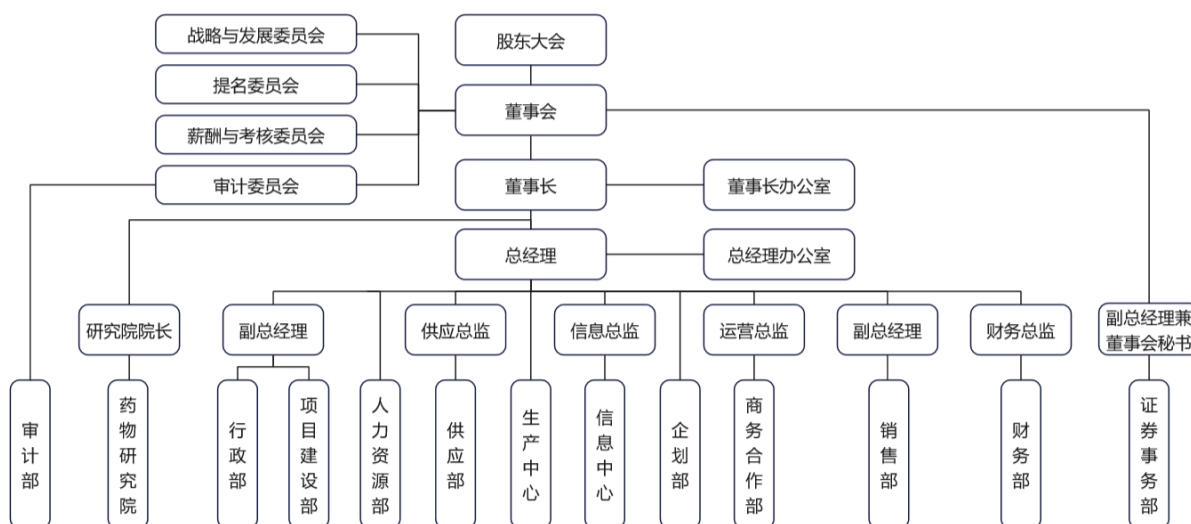 战略与发展委员会
股东大会
提名委员会
董事会
薪酬与考核委员会
审计委员会
董事长
董事长办公室
总经理
总经理办公室
研究院院长
副总经理
供应总监
信息总监
运营总监
副总经理
财务总监
副总经理兼
董事会秘书
审计部
药物研究院
行政部
项目建设部
人力资源部
供应部
生产中心
信息中心
企划部
商务合作部
销售部
财务部
证券事务部